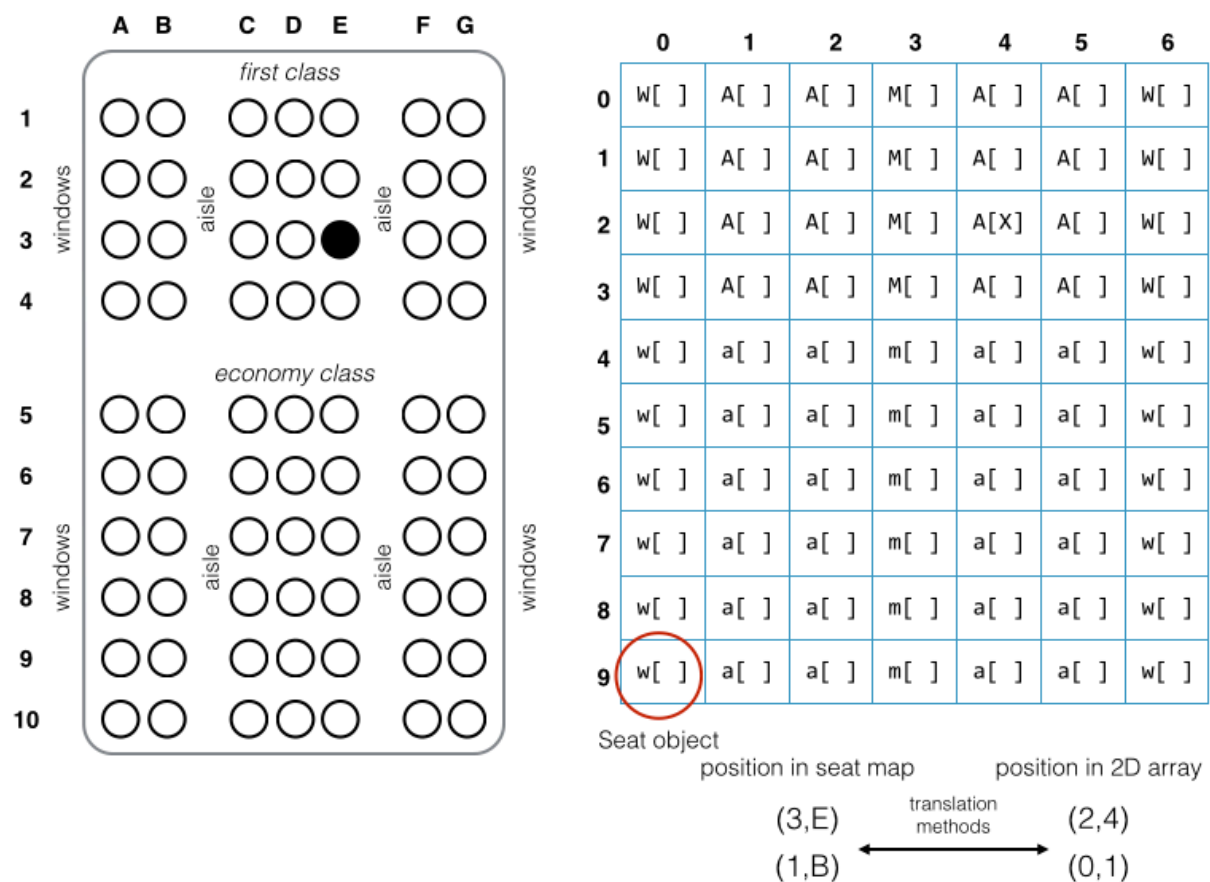 A B C D E F G
first class
1
2
3
4
windows
aisle
aisle
windows
economy class
5
6
7
8
9
10
windows
aisle
aisle
windows
0 1 2 3 4 5 6
0 W[ ] A[ ] A[ ] M[ ] A[ ] A[ ] W[ ]
1 W[ ] A[ ] A[ ] M[ ] A[ ] A[ ] W[ ]
2 W[ ] A[ ] A[ ] M[ ] A[X] A[ ] W[ ]
3 W[ ] A[ ] A[ ] M[ ] A[ ] A[ ] W[ ]
4 w[ ] a[ ] a[ ] m[ ] a[ ] a[ ] w[ ]
5 w[ ] a[ ] a[ ] m[ ] a[ ] a[ ] w[ ]
6 w[ ] a[ ] a[ ] m[ ] a[ ] a[ ] w[ ]
7 w[ ] a[ ] a[ ] m[ ] a[ ] a[ ] w[ ]
8 w[ ] a[ ] a[ ] m[ ] a[ ] a[ ] w[ ]
9 w[ ] a[ ] a[ ] m[ ] a[ ] a[ ] w[ ]
Seat object
position in seat map position in 2D array
translation
methods
(3,E) (2,4)
(1,B) (0,1)